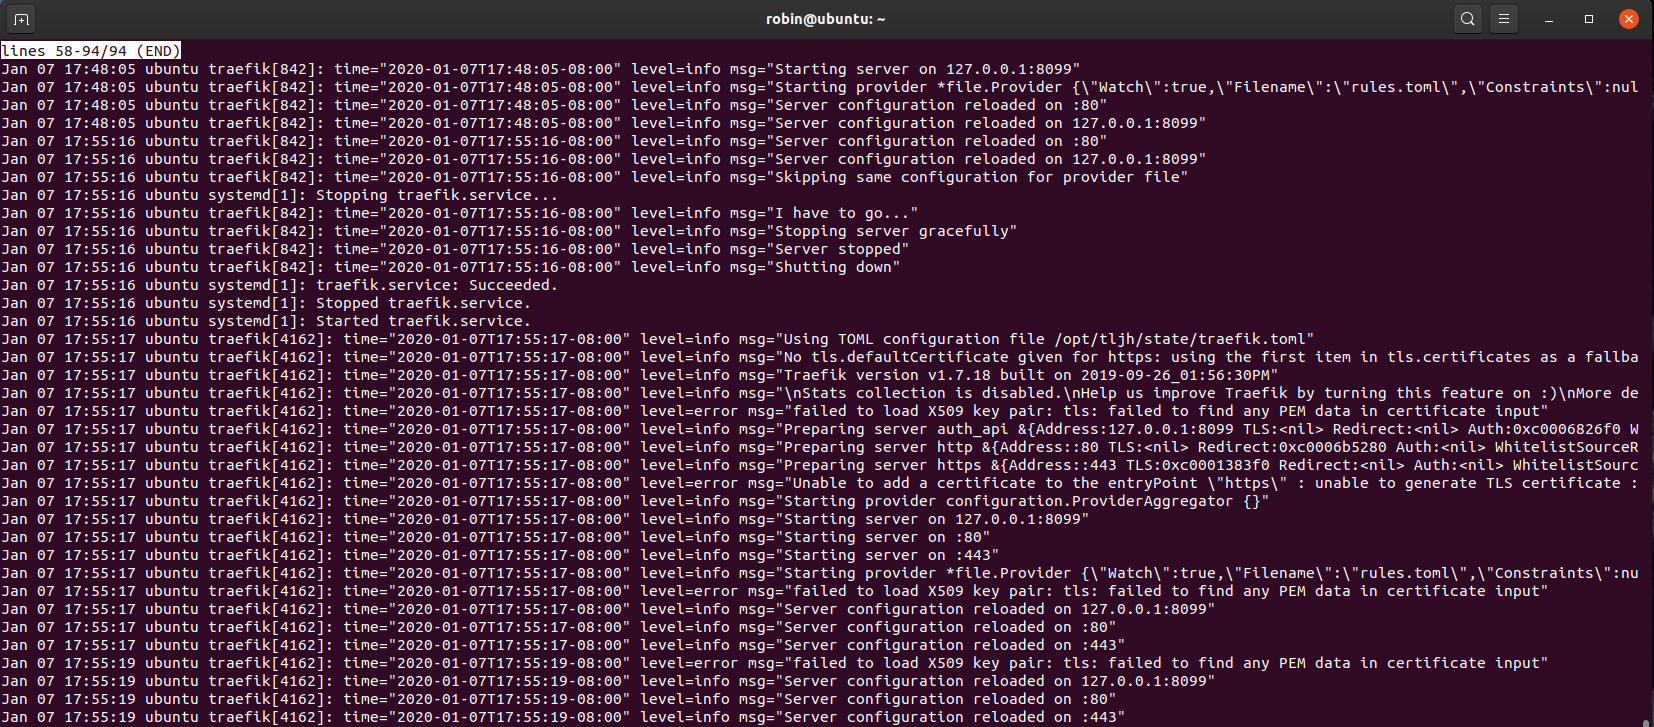 robin@ubuntu: ~
lines 58-94/94 (END)
Jan 07 17:48:05 ubuntu traefik[842]: time="2020-01-07T17:48:05-08:00" level=info msg="Starting server on 127.0.0.1:8099"
Jan 07 17:48:05 ubuntu traefik[842]: time="2020-01-07T17:48:05-08:00" level=info msg="Starting provider *file.Provider {\"Watch\":true,\"Filename\":\"rules.toml\",\"Constraints\":nul
Jan 07 17:48:05 ubuntu traefik[842]: time="2020-01-07T17:48:05-08:00" level=info msg="Server configuration reloaded on :80"
Jan 07 17:48:05 ubuntu traefik[842]: time="2020-01-07T17:48:05-08:00" level=info msg="Server configuration reloaded on 127.0.0.1:8099"
Jan 07 17:55:16 ubuntu traefik[842]: time="2020-01-07T17:55:16-08:00" level=info msg="Server configuration reloaded on :80"
Jan 07 17:55:16 ubuntu traefik[842]: time="2020-01-07T17:55:16-08:00" level=info msg="Server configuration reloaded on 127.0.0.1:8099"
Jan 07 17:55:16 ubuntu traefik[842]: time="2020-01-07T17:55:16-08:00" level=info msg="Skipping same configuration for provider file"
Jan 07 17:55:16 ubuntu systemd[1]: Stopping traefik.service...
Jan 07 17:55:16 ubuntu traefik[842]: time="2020-01-07T17:55:16-08:00" level=info msg="I have to go..."
Jan 07 17:55:16 ubuntu traefik[842]: time="2020-01-07T17:55:16-08:00" level=info msg="Stopping server gracefully"
Jan 07 17:55:16 ubuntu traefik[842]: time="2020-01-07T17:55:16-08:00" level=info msg="Server stopped"
Jan 07 17:55:16 ubuntu traefik[842]: time="2020-01-07T17:55:16-08:00" level=info msg="Shutting down"
Jan 07 17:55:16 ubuntu systemd[1]: traefik.service: Succeeded.
Jan 07 17:55:16 ubuntu systemd[1]: Stopped traefik.service.
Jan 07 17:55:16 ubuntu systemd[1]: Started traefik.service.
Jan 07 17:55:17 ubuntu traefik[4162]: time="2020-01-07T17:55:17-08:00" level=info msg="Using TOML configuration file /opt/tljh/state/traefik.toml"
Jan 07 17:55:17 ubuntu traefik[4162]: time="2020-01-07T17:55:17-08:00" level=info msg="No tls.defaultCertificate given for https: using the first item in tls.certificates as a fallba
Jan 07 17:55:17 ubuntu traefik[4162]: time="2020-01-07T17:55:17-08:00" level=info msg="Traefik version v1.7.18 built on 2019-09-26_01:56:30PM"
Jan 07 17:55:17 ubuntu traefik[4162]: time="2020-01-07T17:55:17-08:00" level=info msg="\nStats collection is disabled.\nHelp us improve Traefik by turning this feature on :)\nMore de
Jan 07 17:55:17 ubuntu traefik[4162]: time="2020-01-07T17:55:17-08:00" level=error msg="failed to load X509 key pair: tls: failed to find any PEM data in certificate input"
Jan 07 17:55:17 ubuntu traefik[4162]: time="2020-01-07T17:55:17-08:00" level=info msg="Preparing server auth_api &{Address:127.0.0.1:8099 TLS:<nil> Redirect:<nil> Auth:0xc0006826f0 W
Jan 07 17:55:17 ubuntu traefik[4162]: time="2020-01-07T17:55:17-08:00" level=info msg="Preparing server http &{Address::80 TLS:<nil> Redirect:0xc0006b5280 Auth:<nil> WhitelistSourceR
Jan 07 17:55:17 ubuntu traefik[4162]: time="2020-01-07T17:55:17-08:00" level=info msg="Preparing server https &{Address::443 TLS:0xc0001383f0 Redirect:<nil> Auth:<nil> WhitelistSourc
Jan 07 17:55:17 ubuntu traefik[4162]: time="2020-01-07T17:55:17-08:00" level=error msg="Unable to add a certificate to the entryPoint \"https\" : unable to generate TLS certificate :
Jan 07 17:55:17 ubuntu traefik[4162]: time="2020-01-07T17:55:17-08:00" level=info msg="Starting provider configuration.ProviderAggregator {}"
Jan 07 17:55:17 ubuntu traefik[4162]: time="2020-01-07T17:55:17-08:00" level=info msg="Starting server on 127.0.0.1:8099"
Jan 07 17:55:17 ubuntu traefik[4162]: time="2020-01-07T17:55:17-08:00" level=info msg="Starting server on :80"
Jan 07 17:55:17 ubuntu traefik[4162]: time="2020-01-07T17:55:17-08:00" level=info msg="Starting server on :443"
Jan 07 17:55:17 ubuntu traefik[4162]: time="2020-01-07T17:55:17-08:00" level=info msg="Starting provider *file.Provider {\"Watch\":true,\"Filename\":\"rules.toml\",\"Constraints\":nu
Jan 07 17:55:17 ubuntu traefik[4162]: time="2020-01-07T17:55:17-08:00" level=error msg="failed to load X509 key pair: tls: failed to find any PEM data in certificate input"
Jan 07 17:55:17 ubuntu traefik[4162]: time="2020-01-07T17:55:17-08:00" level=info msg="Server configuration reloaded on 127.0.0.1:8099"
Jan 07 17:55:17 ubuntu traefik[4162]: time="2020-01-07T17:55:17-08:00" level=info msg="Server configuration reloaded on :80"
Jan 07 17:55:17 ubuntu traefik[4162]: time="2020-01-07T17:55:17-08:00" level=info msg="Server configuration reloaded on :443"
Jan 07 17:55:19 ubuntu traefik[4162]: time="2020-01-07T17:55:19-08:00" level=error msg="failed to load X509 key pair: tls: failed to find any PEM data in certificate input"
Jan 07 17:55:19 ubuntu traefik[4162]: time="2020-01-07T17:55:19-08:00" level=info msg="Server configuration reloaded on 127.0.0.1:8099"
Jan 07 17:55:19 ubuntu traefik[4162]: time="2020-01-07T17:55:19-08:00" level=info msg="Server configuration reloaded on :80"
Jan 07 17:55:19 ubuntu traefik[4162]: time="2020-01-07T17:55:19-08:00" level=info msg="Server configuration reloaded on :443"